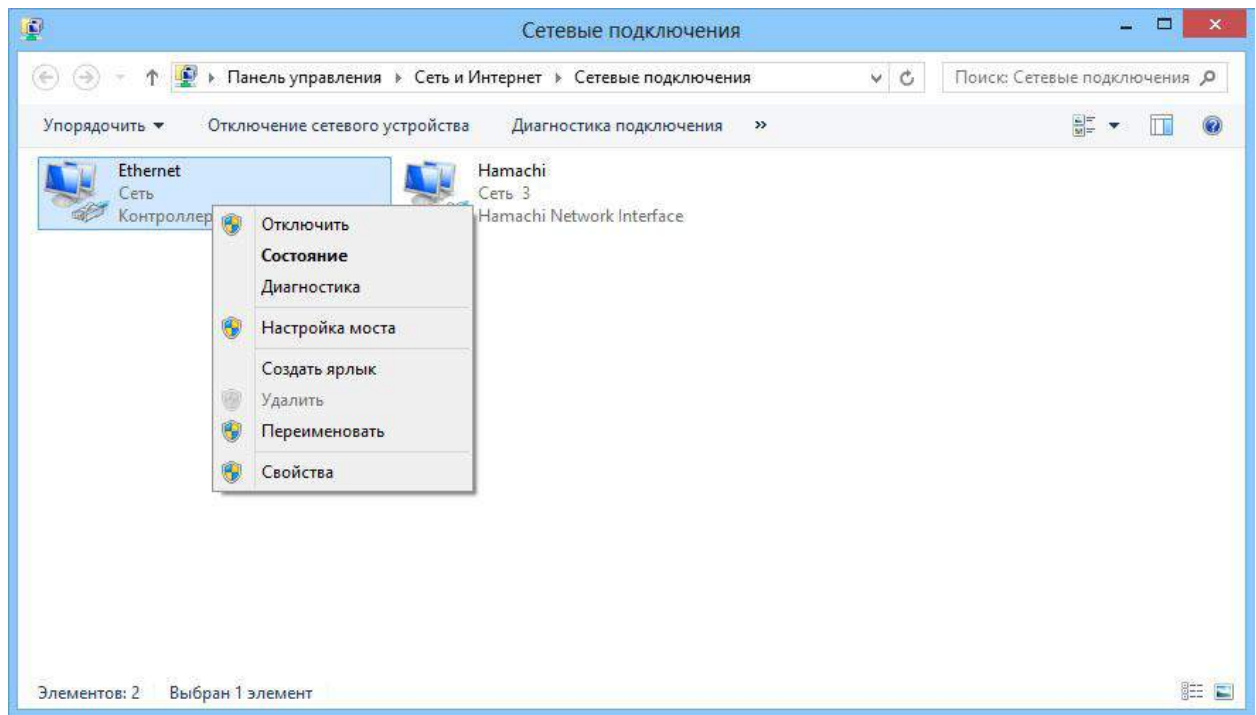 Сетевые подключения
Панель управления ▸ Сеть и Интернет ▸ Сетевые подключения
Поиск: Сетевые подключения
Упорядочить
Отключение сетевого устройства
Диагностика подключения
»
Ethernet
Сеть
Контроллер
Hamachi
Сеть 3
Hamachi Network Interface
Отключить
Состояние
Диагностика
Настройка моста
Создать ярлык
Удалить
Переименовать
Свойства
Элементов: 2
Выбран 1 элемент